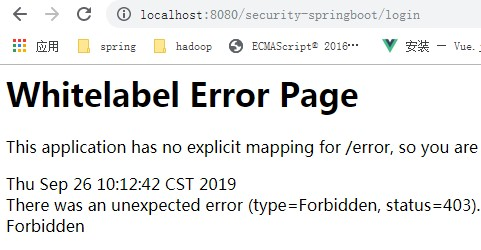 localhost:8080/security-springboot/login
应用 spring hadoop ECMAScript® 2016… 安装 — Vue.j
Whitelabel Error Page
This application has no explicit mapping for /error, so you are
Thu Sep 26 10:12:42 CST 2019
There was an unexpected error (type=Forbidden, status=403).
Forbidden